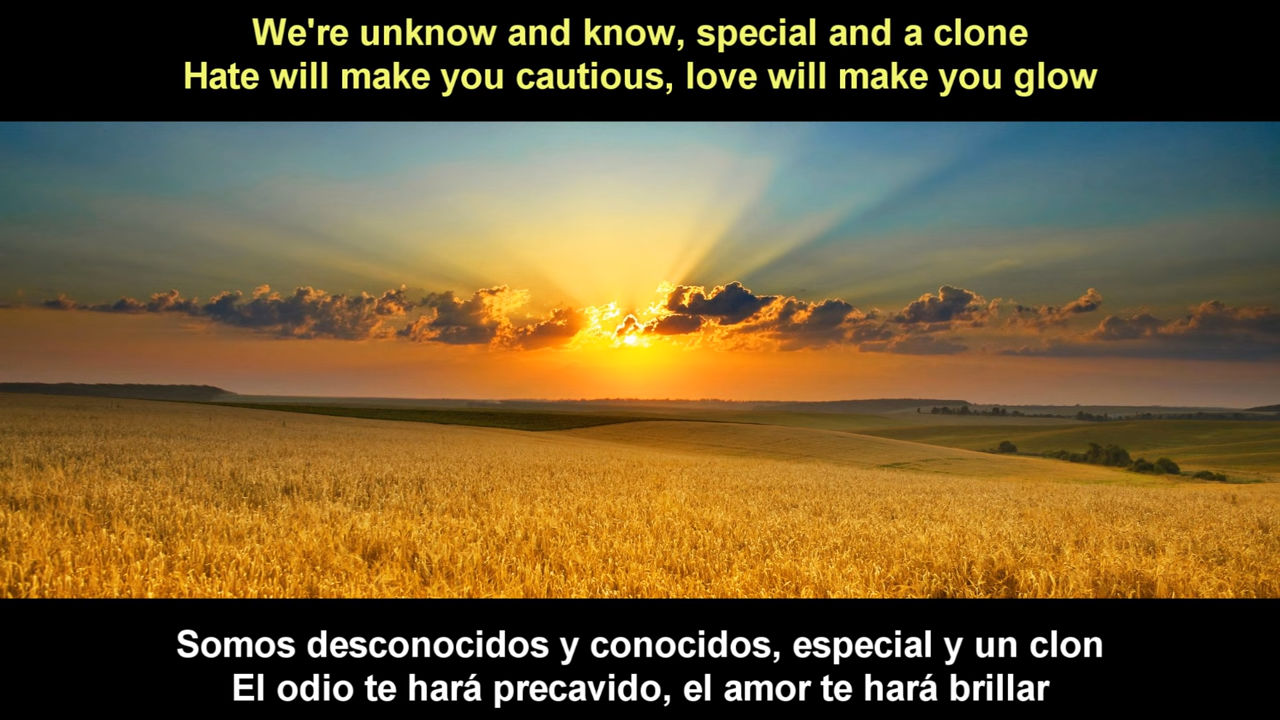 We're unknow and know, special and a clone
Hate will make you cautious, love will make you glow
Somos desconocidos y conocidos, especial y un clon
El odio te hará precavido, el amor te hará brillar